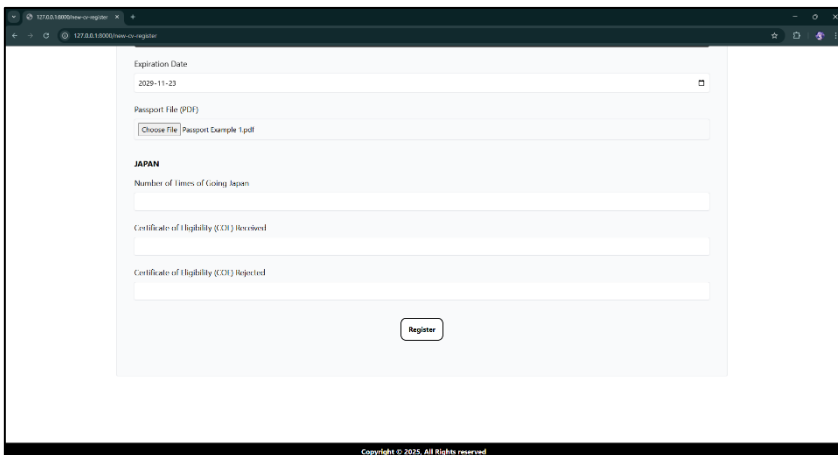 127.0.0.1:8000/new-cv-register
127.0.0.1:8000/new-cv-register
Expiration Date
2029-11-23
Passport File (PDF)
Choose File Passport Example 1.pdf
JAPAN
Number of Times of Going Japan
Certificate of Eligibility (COE) Received
Certificate of Eligibility (COE) Rejected
Register
Copyright © 2025, All Rights reserved